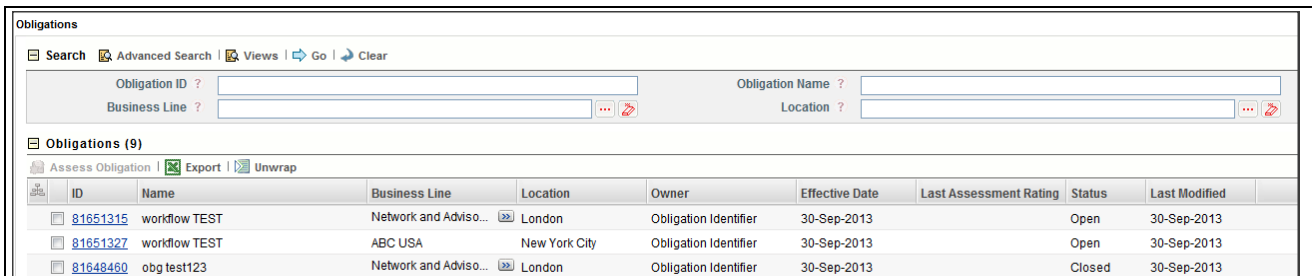 Obligations
Search Advanced Search | Views | Go | Clear
Obligation ID ? Obligation Name ?
Business Line ? ... Location ? ...
Obligations (9)
Assess Obligation | Export | Unwrap
ID Name Business Line Location Owner Effective Date Last Assessment Rating Status Last Modified
81651315 workflow TEST Network and Adviso... >> London Obligation Identifier 30-Sep-2013 Open 30-Sep-2013
81651327 workflow TEST ABC USA New York City Obligation Identifier 30-Sep-2013 Open 30-Sep-2013
81648460 obg test123 Network and Adviso... >> London Obligation Identifier 30-Sep-2013 Closed 30-Sep-2013